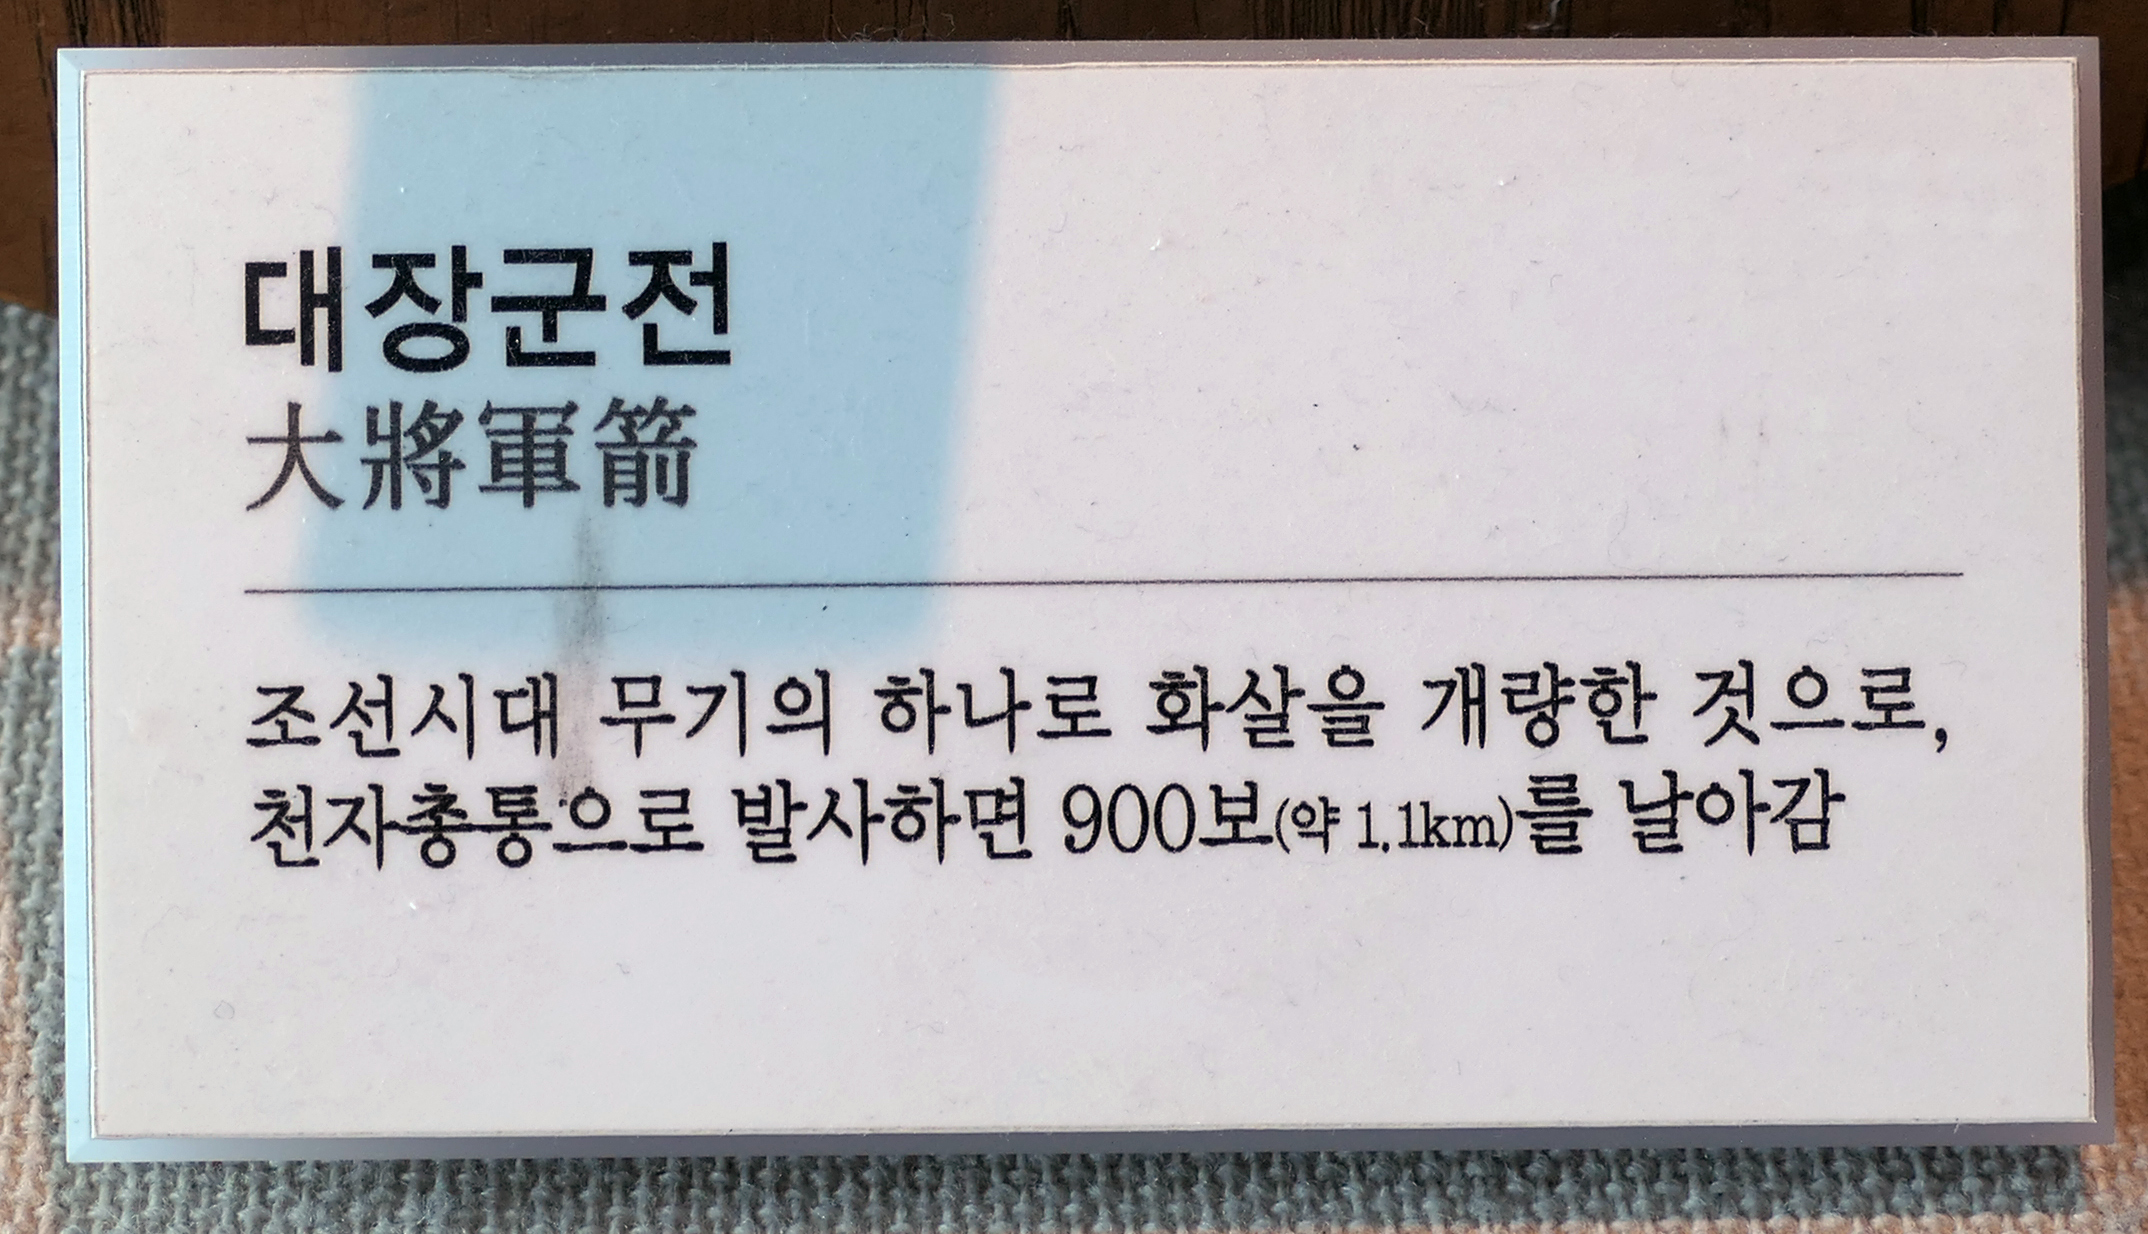 대장군전
大將軍箭
조선시대 무기의 하나로 화살을 개량한 것으로,
천자총통으로 발사하면 900보(약 1.1km)를 날아감